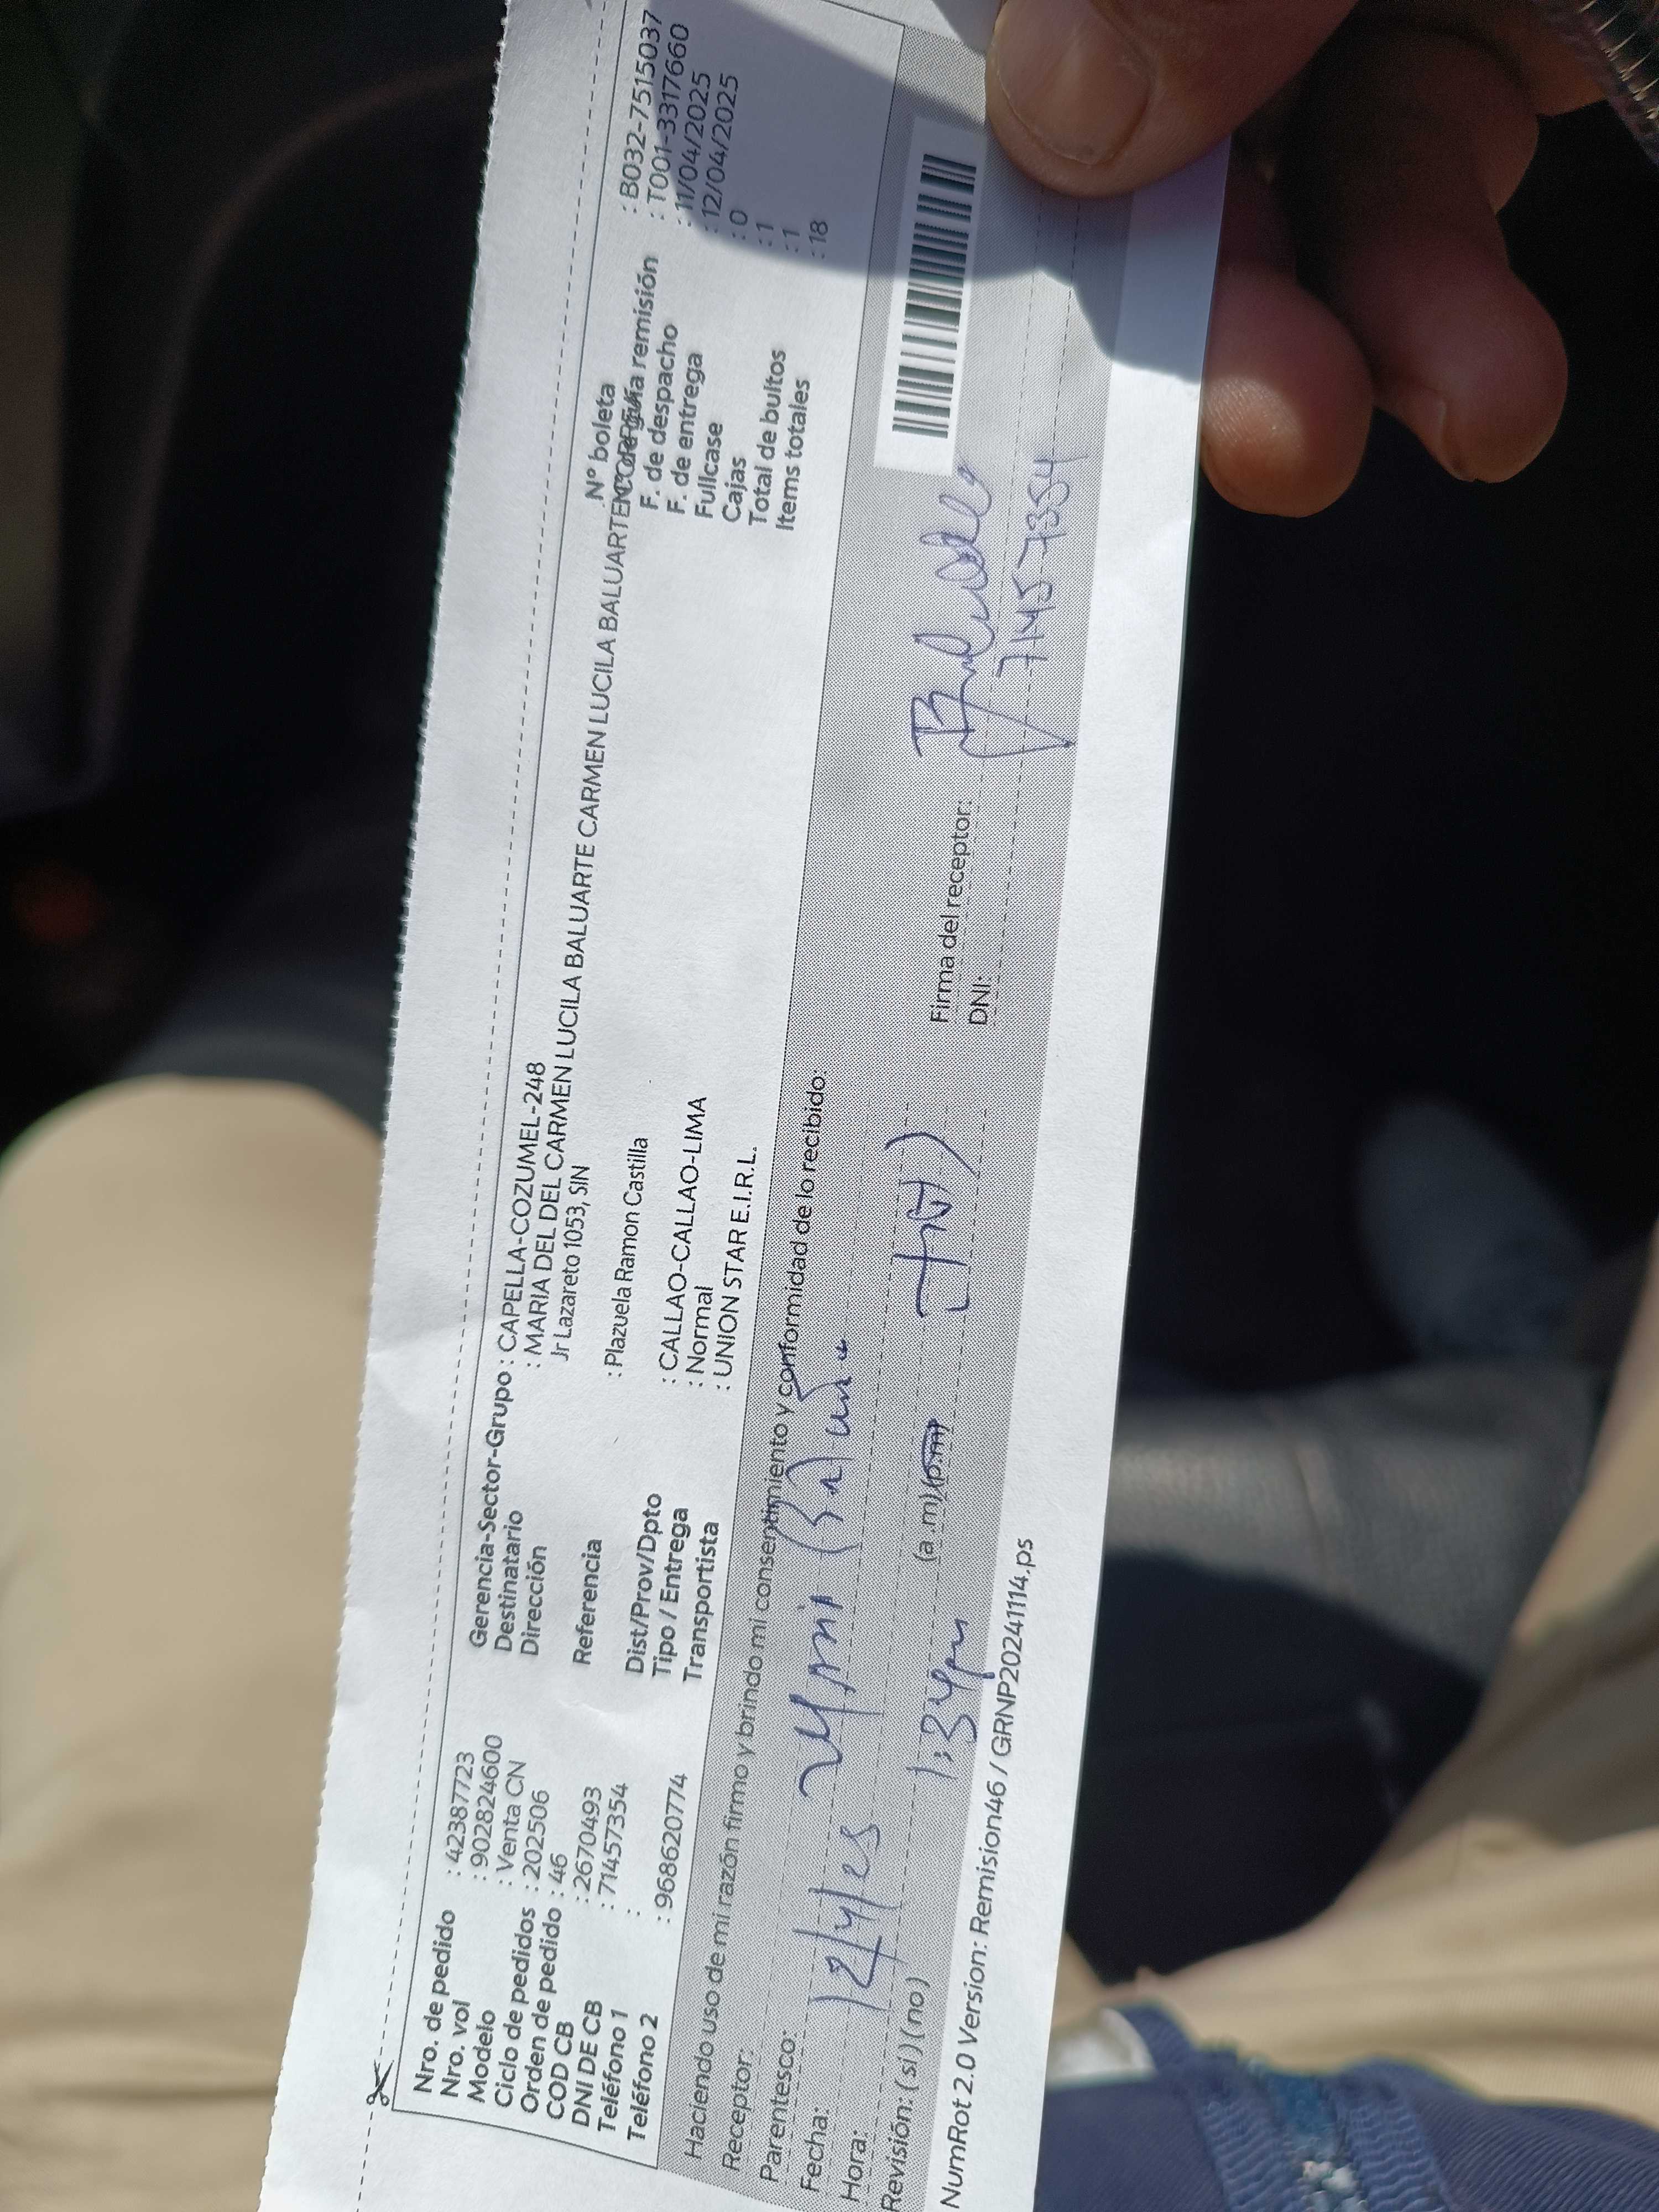 Nro. de pedido : 42387723
Nro. vol : 902824600
Modelo : Venta CN
Ciclo de pedidos : 202506
Orden de pedido : 46
COD CB : 2670493
DNI DE CB : 71457354
Teléfono 1 :
Teléfono 2 : 968620774
Gerencia-Sector-Grupo : CAPELLA-COZUMEL-248
Destinatario : MARIA DEL DEL CARMEN LUCILA BALUARTE CARMEN LUCILA BALUARTE
Dirección Jr Lazareto 1053, SIN
Referencia : Plazuela Ramon Castilla
Dist/Prov/Dpto : CALLAO-CALLAO-LIMA
Tipo / Entrega : Normal
Transportista : UNION STAR E.I.R.L.
N° boleta : B032-7515037
guía remisión : T001-3317660
F. de despacho : 11/04/2025
F. de entrega : 12/04/2025
Fullcase : 0
Cajas : 1
Total de bultos : 1
Items totales : 18
Haciendo uso de mi razón firmo y brindo mi consentimiento y conformidad de lo recibido:
Receptor:
Parentesco:
Fecha: 12/4/25
Hora: 1:34pm (a .m) (p.m)
Revisión: (si) (no)
Firma del receptor:
DNI: 71457354
NumRot 2.0 Version: Remision46 / GRNP20241114.ps